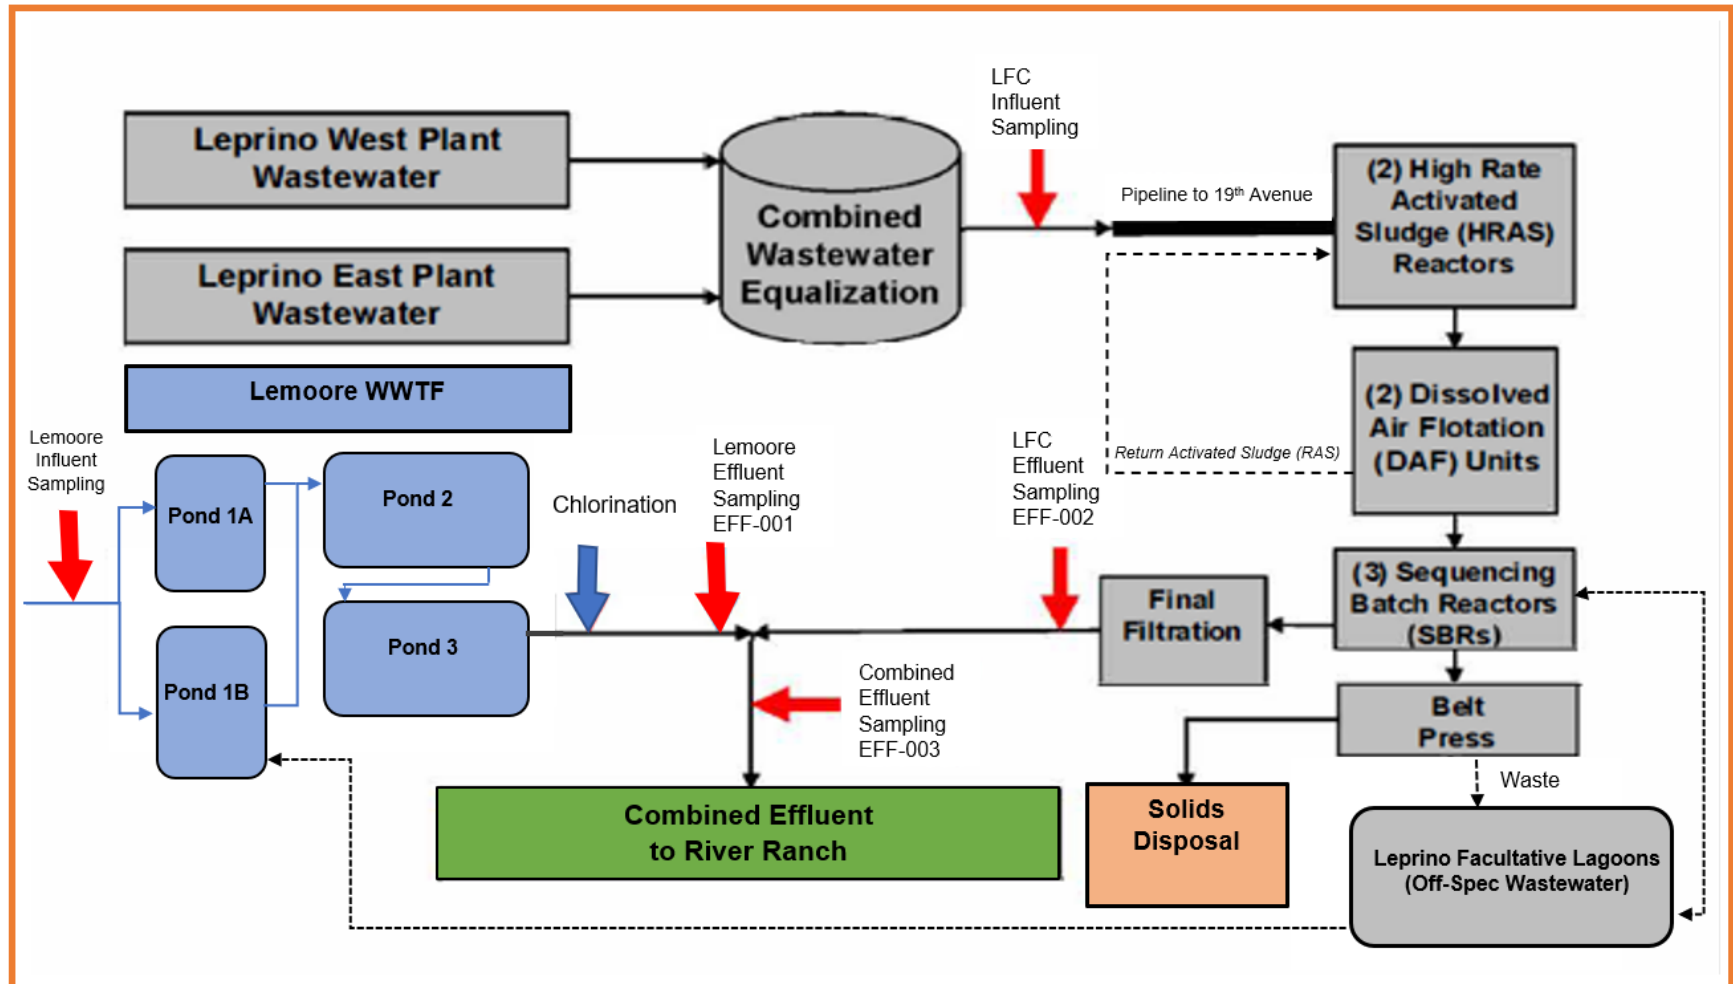 LFC
Influent
Sampling
Leprino West Plant
Wastewater
Combined
Wastewater
Equalization
Pipeline to 19th Avenue
(2) High Rate
Activated
Sludge (HRAS)
Reactors
Leprino East Plant
Wastewater
Lemoore WWTF
(2) Dissolved
Air Flotation
(DAF) Units
Return Activated Sludge (RAS)
Lemoore
Influent
Sampling
Pond 1A
Pond 2
Chlorination
Lemoore
Effluent
Sampling
EFF-001
LFC
Effluent
Sampling
EFF-002
(3) Sequencing
Batch Reactors
(SBRs)
Final
Filtration
Pond 1B
Pond 3
Combined
Effluent
Sampling
EFF-003
Belt
Press
Waste
Combined Effluent
to River Ranch
Solids
Disposal
Leprino Facultative Lagoons
(Off-Spec Wastewater)